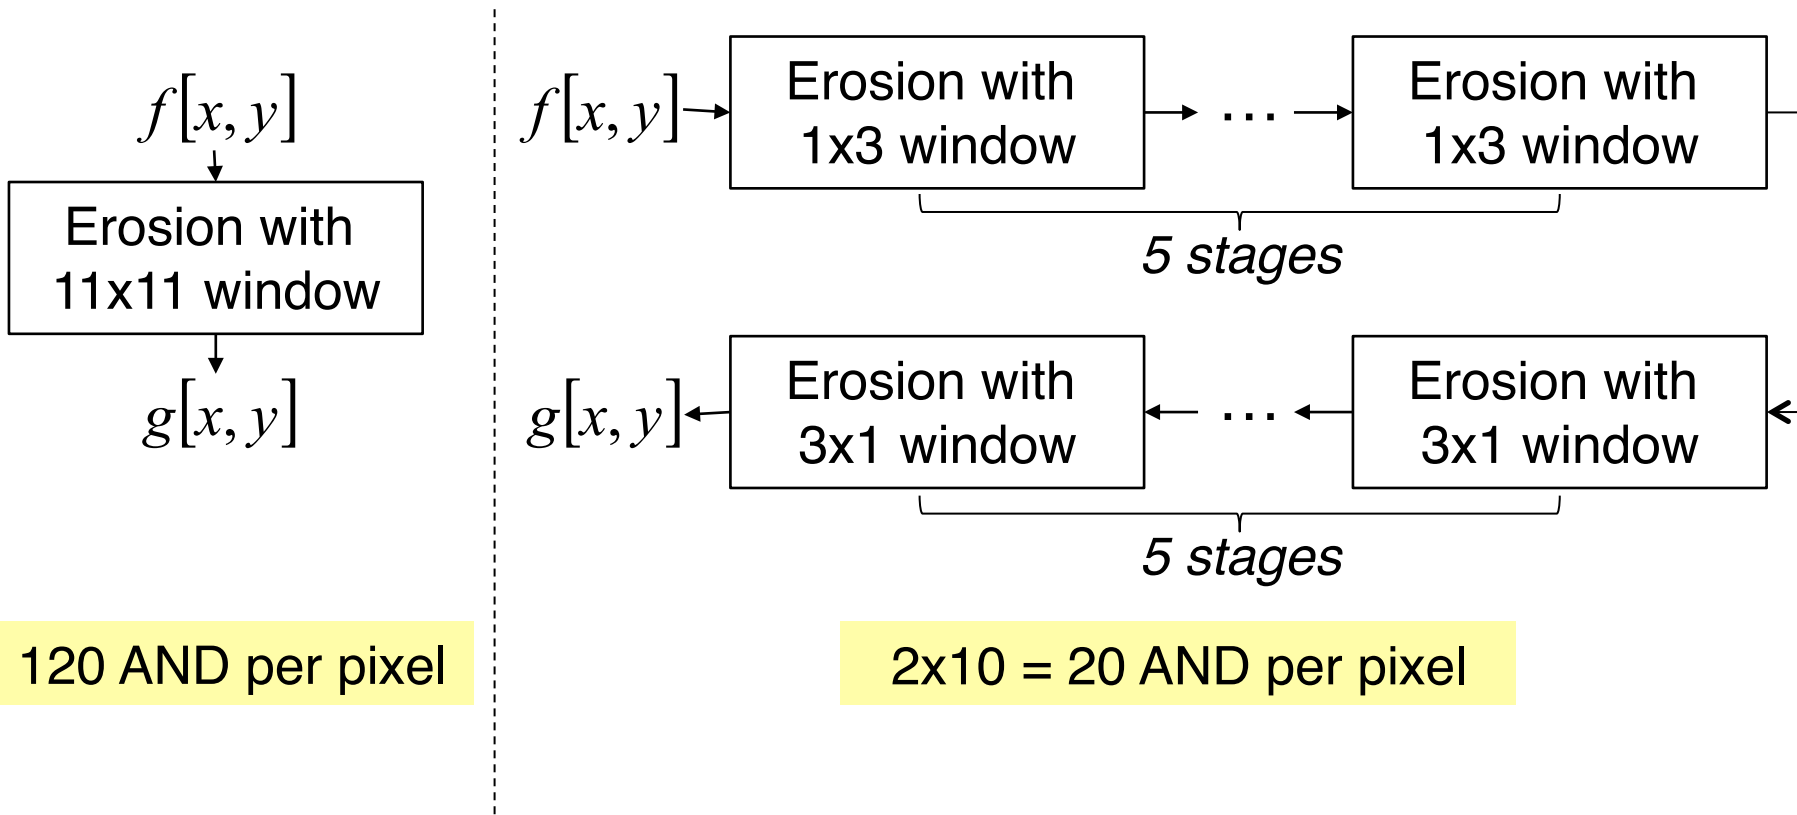 f[x, y]
Erosion with
11x11 window
g[x, y]
120 AND per pixel
f[x, y]
Erosion with
1x3 window
...
Erosion with
1x3 window
5 stages
g[x, y]
Erosion with
3x1 window
...
Erosion with
3x1 window
5 stages
2x10 = 20 AND per pixel